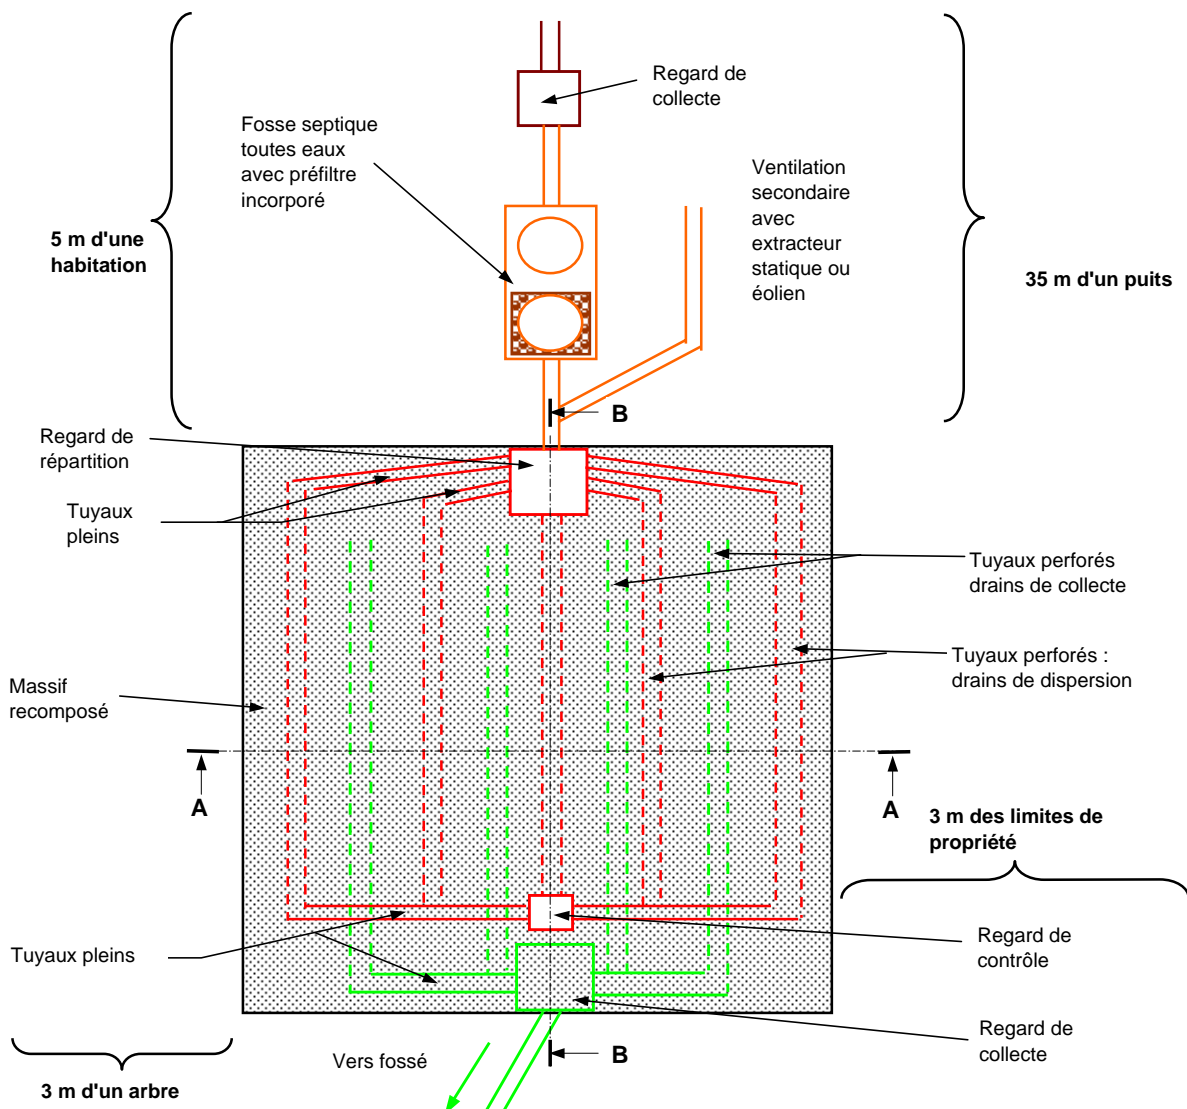 Regard de
collecte
Fosse septique
toutes eaux
avec préfiltre
incorporé
Ventilation
secondaire
avec
extracteur
statique ou
éolien
5 m d'une
habitation
35 m d'un puits
B
Regard de
répartition
Tuyaux
pleins
Tuyaux perforés
drains de collecte
Tuyaux perforés :
drains de dispersion
Massif
recomposé
A
A
3 m des limites de
propriété
Tuyaux pleins
Regard de
contrôle
Regard de
collecte
Vers fossé
B
3 m d'un arbre